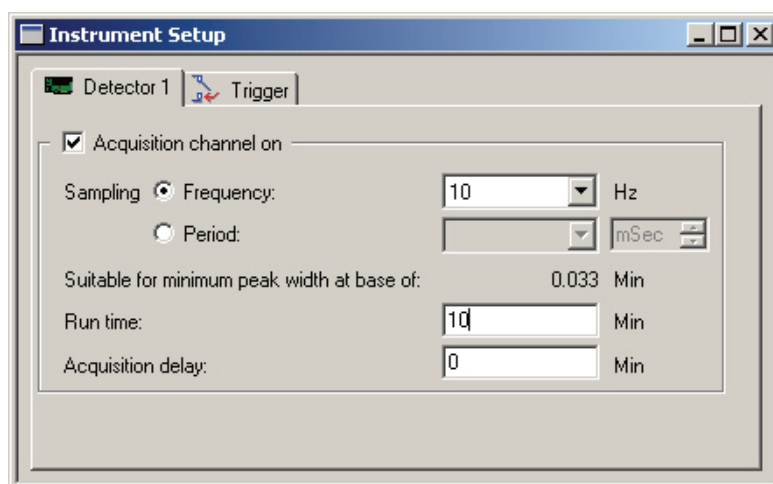 Instrument Setup
Detector 1 Trigger
Acquisition channel on
Sampling Frequency: 10 Hz
Period: mSec
Suitable for minimum peak width at base of: 0.033 Min
Run time: 10 Min
Acquisition delay: 0 Min